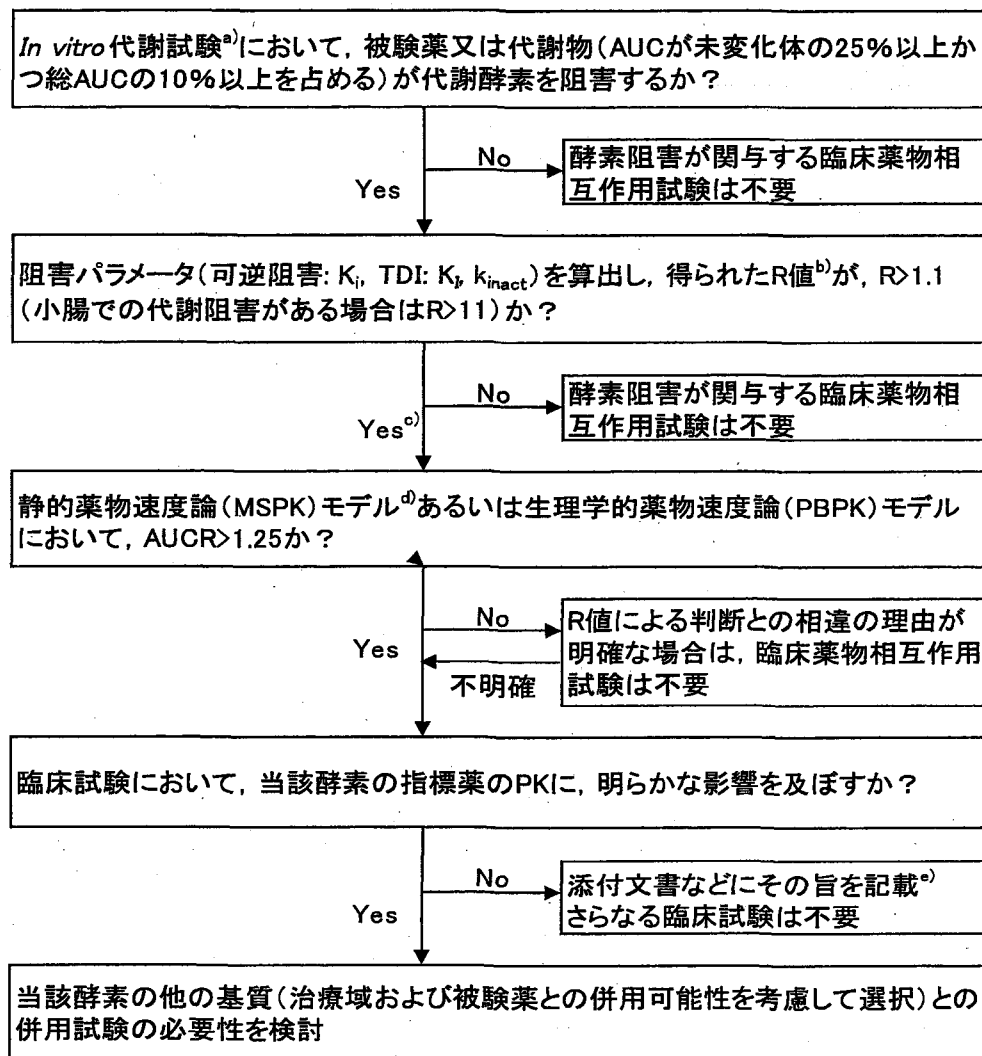 In vitro代謝試験a)において，被験薬又は代謝物（AUCが未変化体の25%以上か
つ総AUCの10%以上を占める）が代謝酵素を阻害するか？
No
酵素阻害が関与する臨床薬物相
互作用試験は不要
Yes
阻害パラメータ（可逆阻害: Ki, TDI: KI, kinact）を算出し，得られたR値b)が，R>1.1
（小腸での代謝阻害がある場合はR>11）か？
No
酵素阻害が関与する臨床薬物相
互作用試験は不要
Yesc)
静的薬物速度論（MSPK）モデルd)あるいは生理学的薬物速度論（PBPK）モデル
において，AUCR>1.25か？
No
R値による判断との相違の理由が
明確な場合は，臨床薬物相互作用
試験は不要
Yes
不明確
臨床試験において，当該酵素の指標薬のPKに，明らかな影響を及ぼすか？
No
添付文書などにその旨を記載e)
さらなる臨床試験は不要
Yes
当該酵素の他の基質（治療域および被験薬との併用可能性を考慮して選択）との
併用試験の必要性を検討